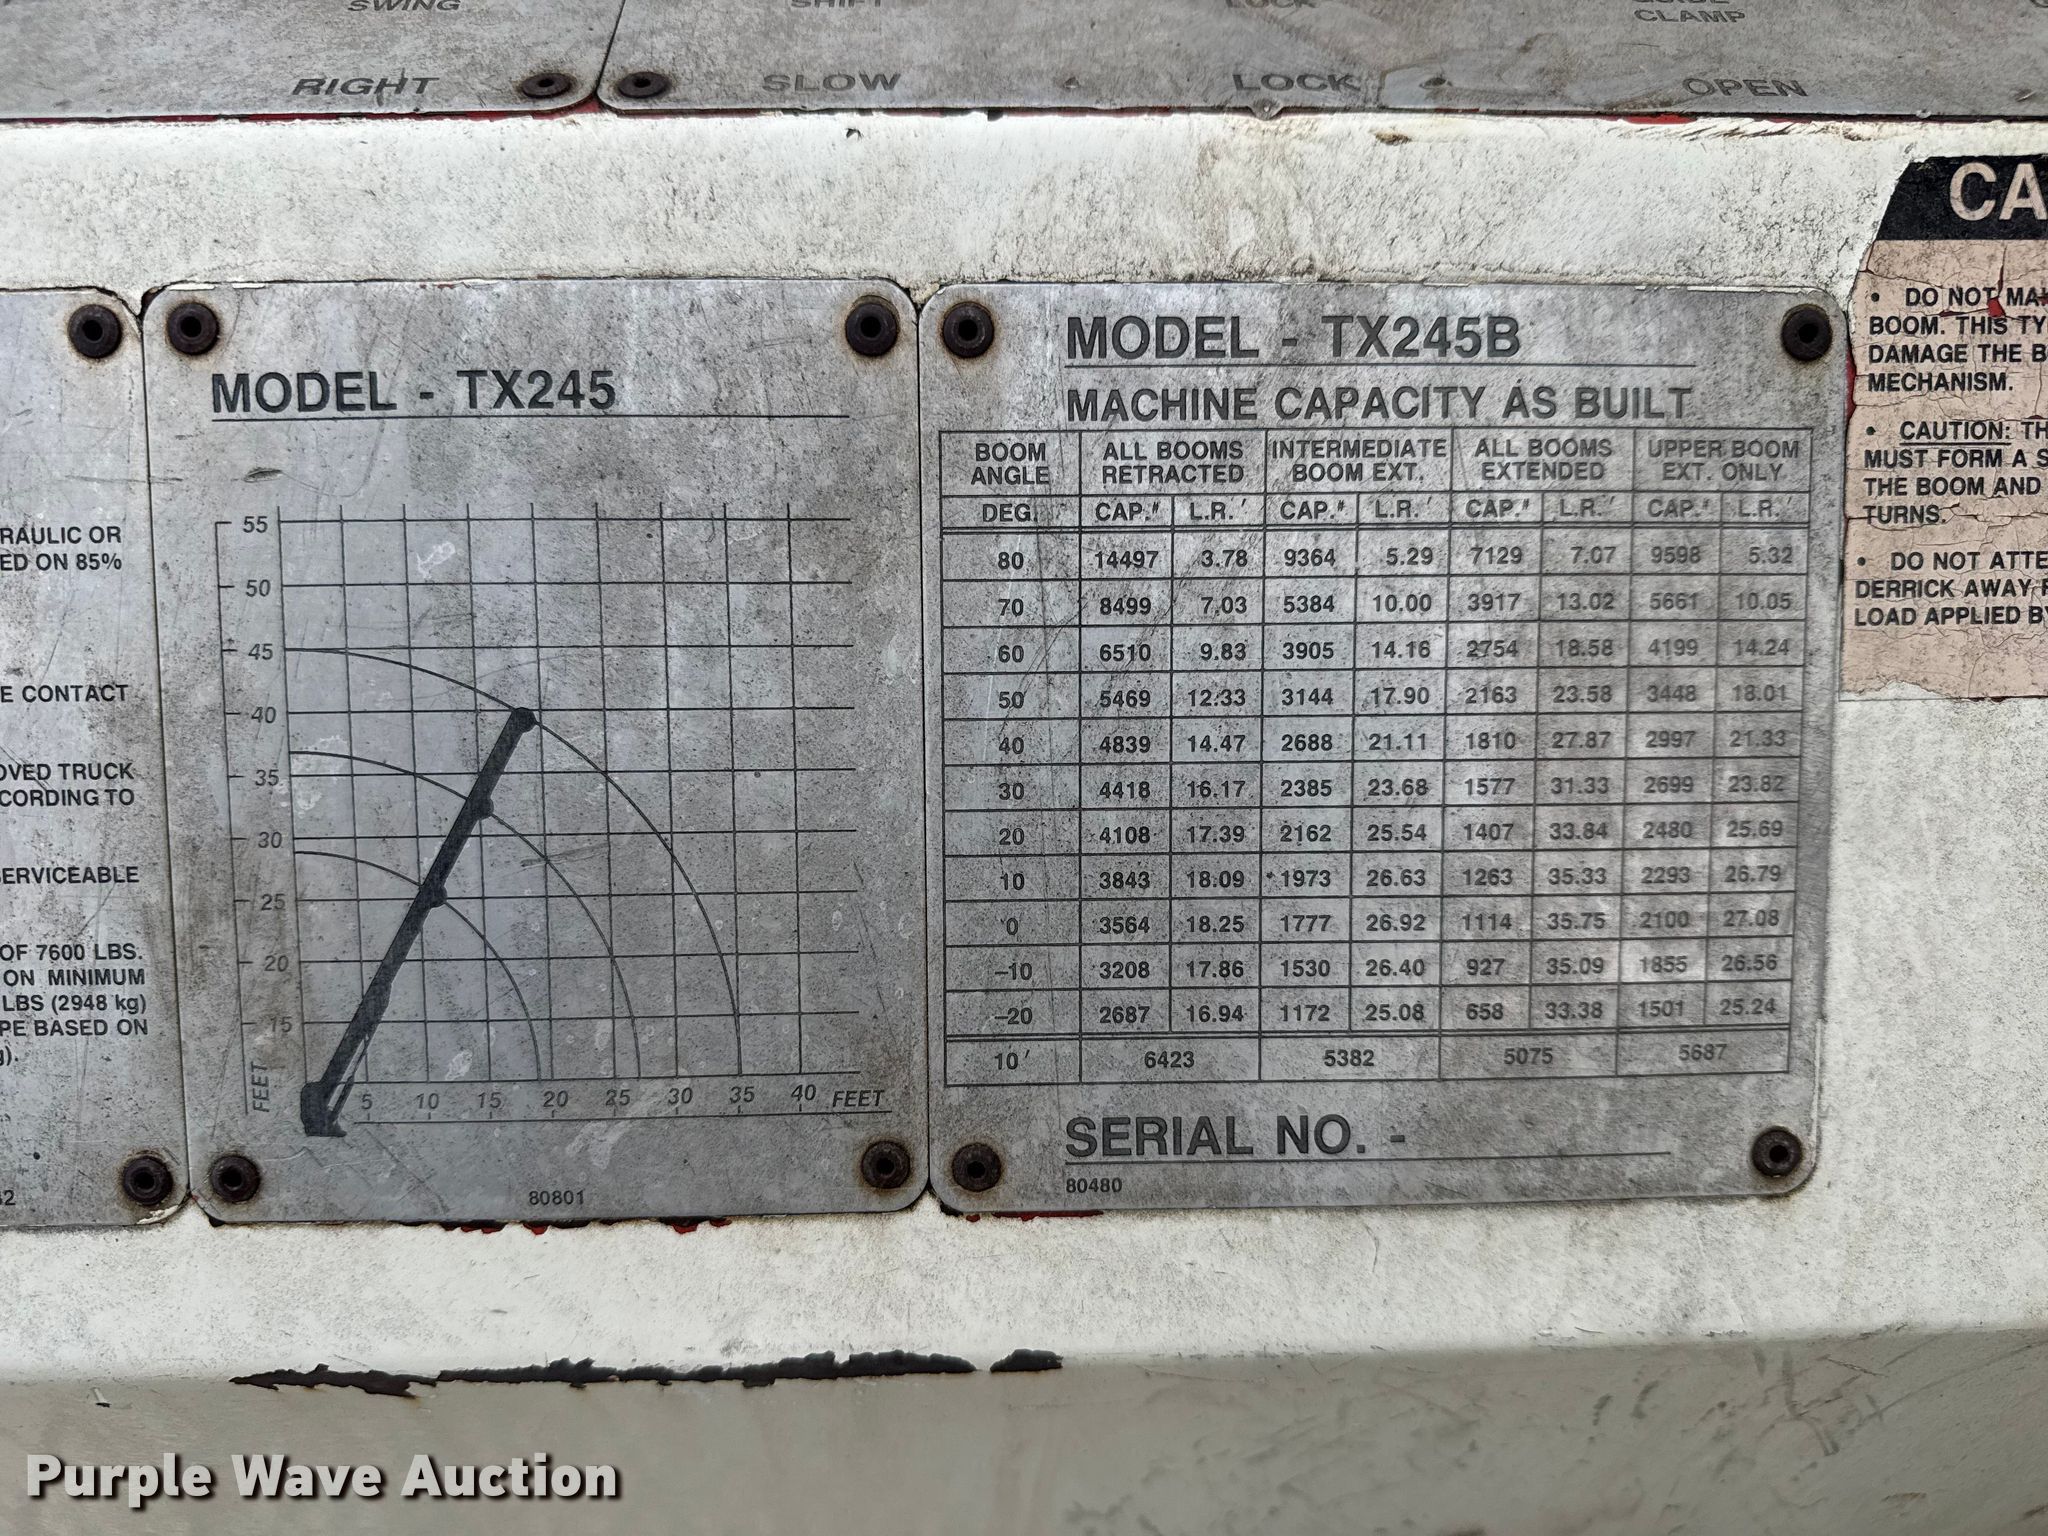 SWING
SHIFT
LOCK
CLAMP
RIGHT
SLOW
LOCK
OPEN
RAULIC OR
ED ON 85%
E CONTACT
OVED TRUCK
CORDING TO
SERVICEABLE
OF 7600 LBS.
ON MINIMUM
LBS (2948 kg)
PE BASED ON
MODEL - TX245
55
50
45
40
35
30
25
20
15
FEET
5 10 15 20 25 30 35 40 FEET
80801
MODEL - TX245B
MACHINE CAPACITY AS BUILT
BOOM ANGLE ALL BOOMS RETRACTED INTERMEDIATE BOOM EXT. ALL BOOMS EXTENDED UPPER BOOM EXT. ONLY
DEG. CAP.# L.R.' CAP.# L.R.' CAP.# L.R.' CAP.# L.R.'
80 14497 3.78 9364 5.29 7129 7.07 9598 5.32
70 8499 7.03 5384 10.00 3917 13.02 5661 10.05
60 6510 9.83 3905 14.16 2754 18.58 4199 14.24
50 5469 12.33 3144 17.90 2163 23.58 3448 18.01
40 4839 14.47 2688 21.11 1810 27.87 2997 21.33
30 4418 16.17 2385 23.68 1577 31.33 2699 23.82
20 4108 17.39 2162 25.54 1407 33.84 2480 25.69
10 3843 18.09 1973 26.63 1263 35.33 2293 26.79
0 3564 18.25 1777 26.92 1114 35.75 2100 27.08
–10 3208 17.86 1530 26.40 927 35.09 1855 26.56
–20 2687 16.94 1172 25.08 658 33.38 1501 25.24
10' 6423 5382 5075 5687
SERIAL NO. -
80480
CA
• DO NOT MA
BOOM. THIS TY
DAMAGE THE B
MECHANISM.
• CAUTION: TH
MUST FORM A S
THE BOOM AND
TURNS.
• DO NOT ATTE
DERRICK AWAY F
LOAD APPLIED BY
Purple Wave Auction